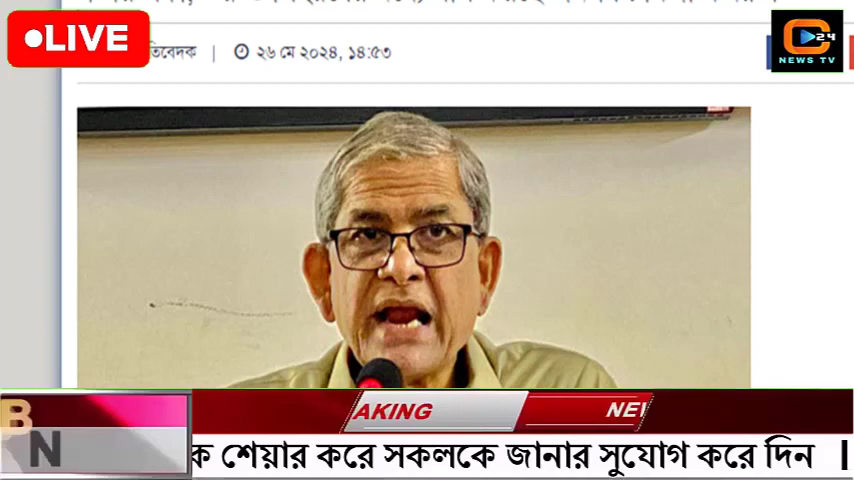 LIVE
তিবেদক | ২৬ মে ২০২৪, ১৪:৫৩
C 24
NEWS TV
AKING
NE
B
N
ক শেয়ার করে সকলকে জানার সুযোগ করে দিন |